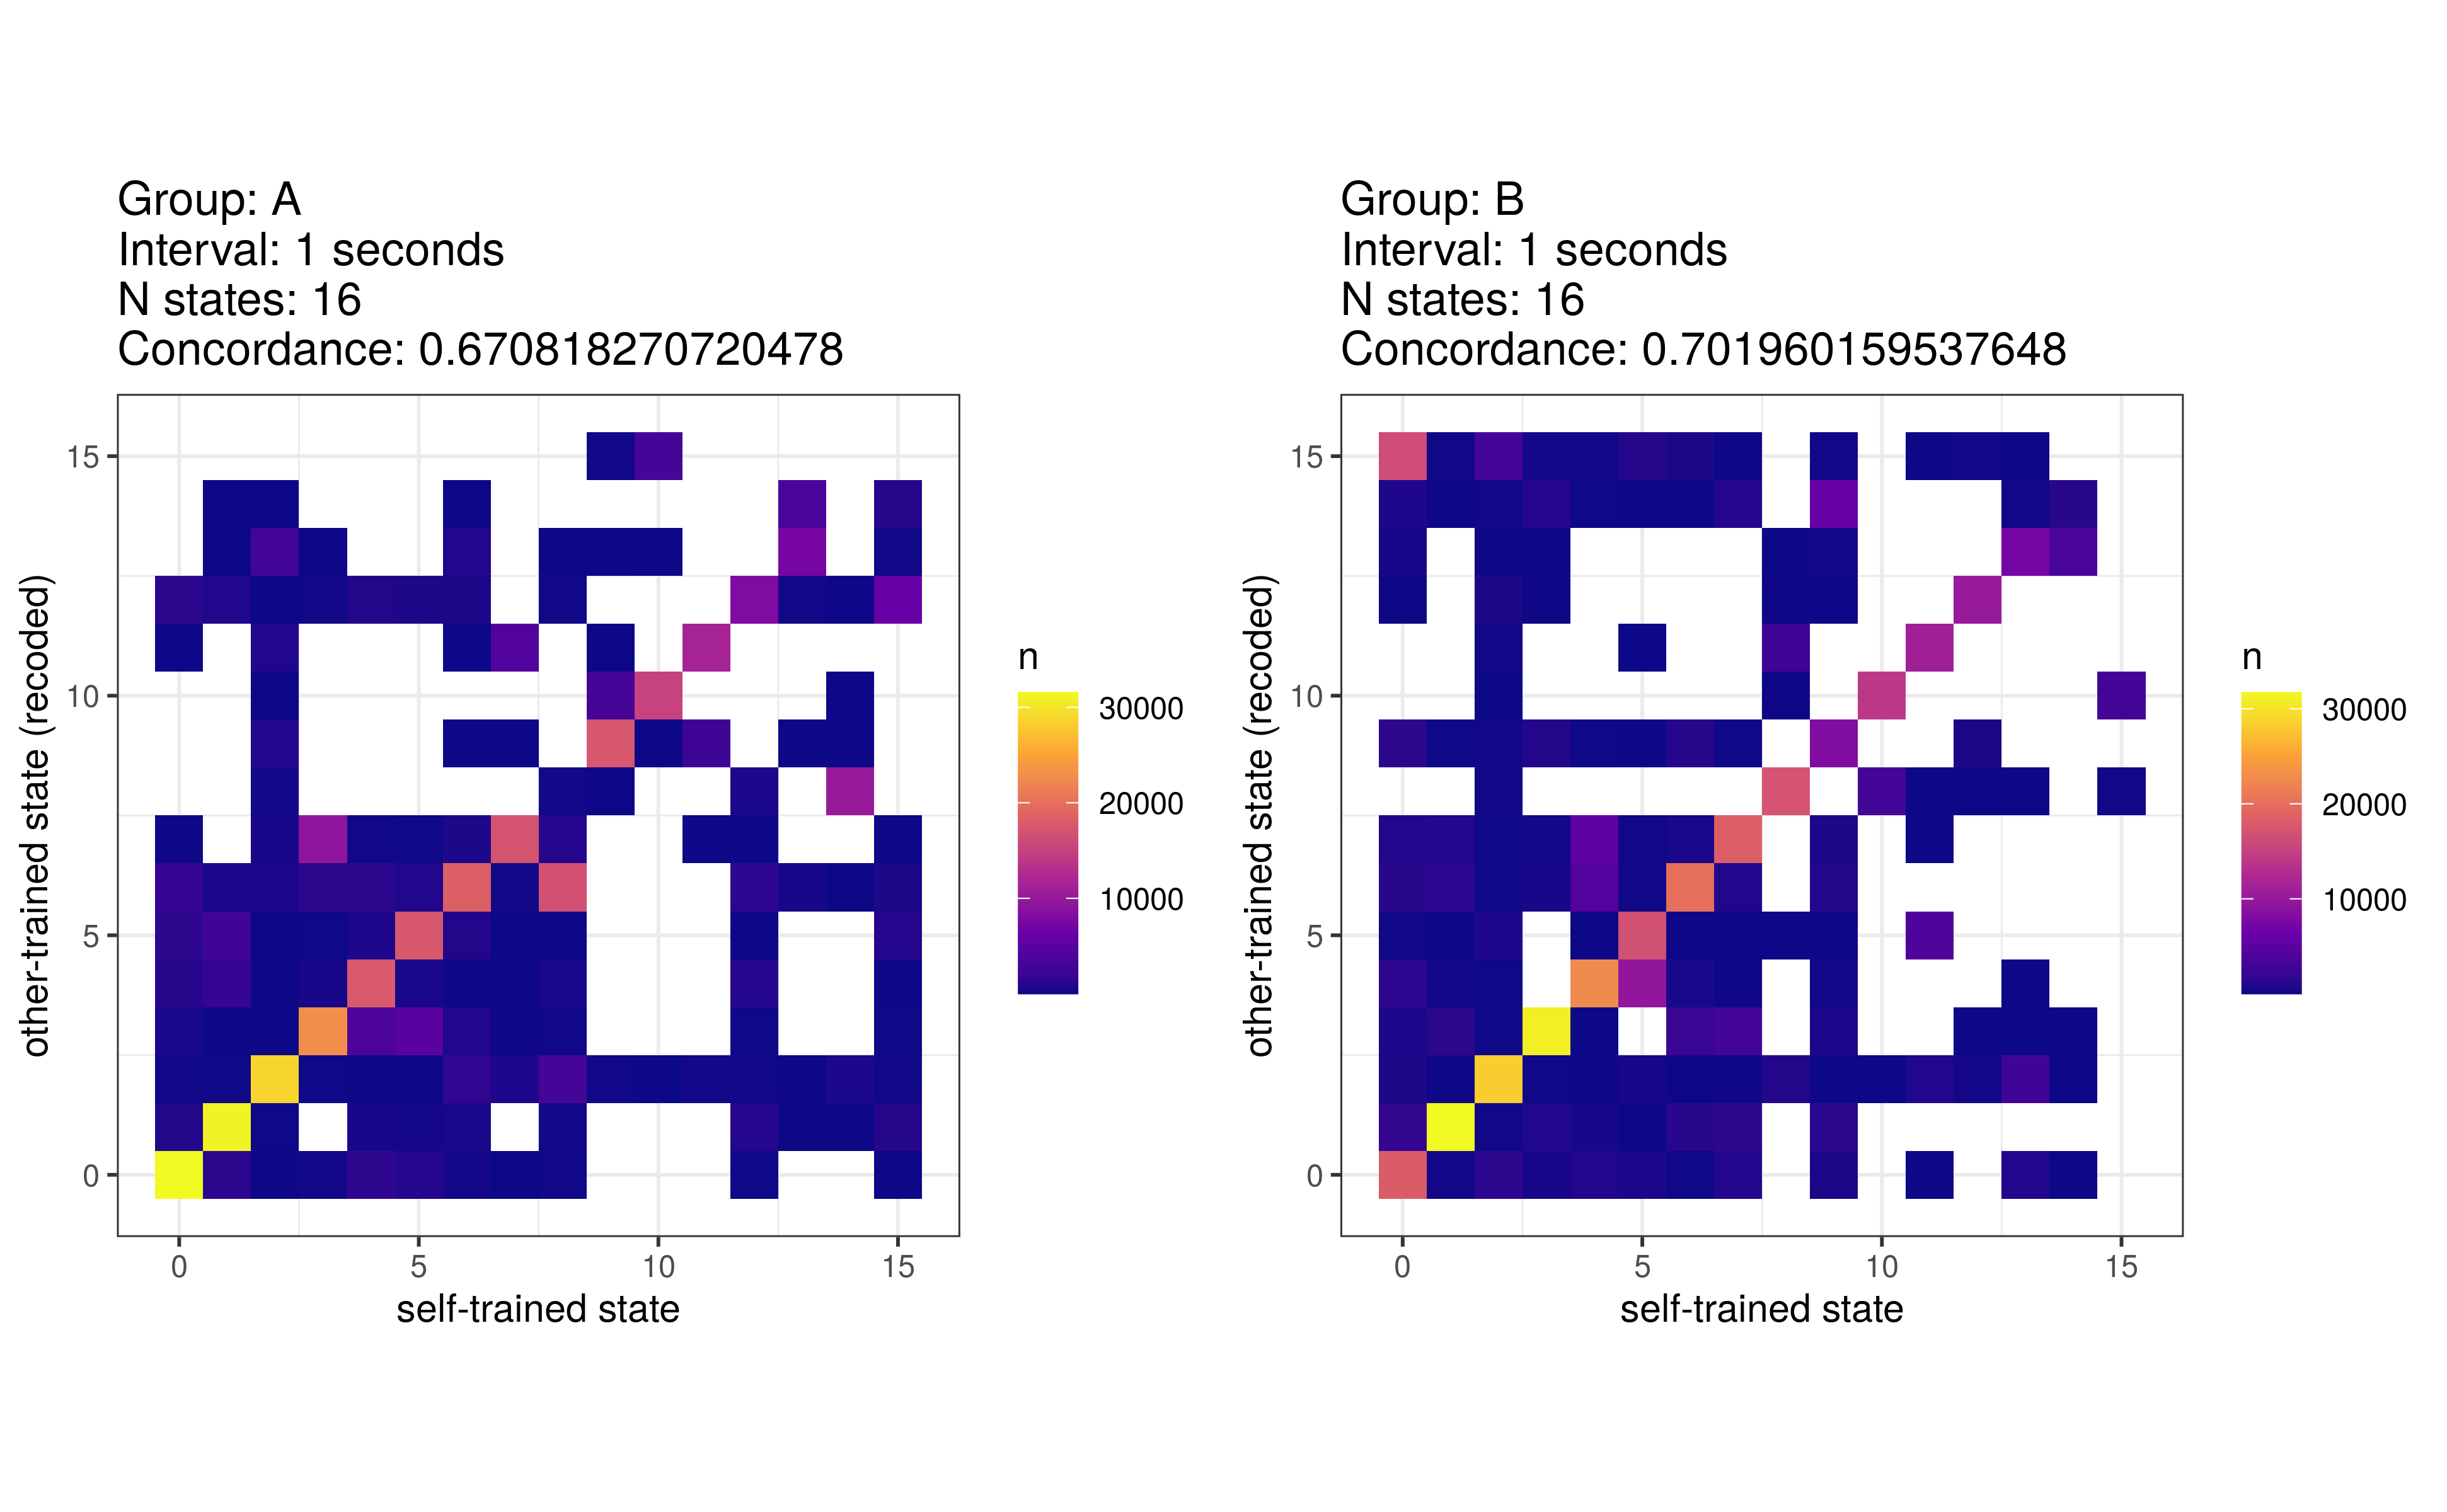 Group: A
Interval: 1 seconds
N states: 16
Concordance: 0.670818270720478
15
10
5
0
0 5 10 15
self-trained state
other-trained state (recoded)
n
30000
20000
10000
Group: B
Interval: 1 seconds
N states: 16
Concordance: 0.701960159537648
15
10
5
0
0 5 10 15
self-trained state
other-trained state (recoded)
n
30000
20000
10000